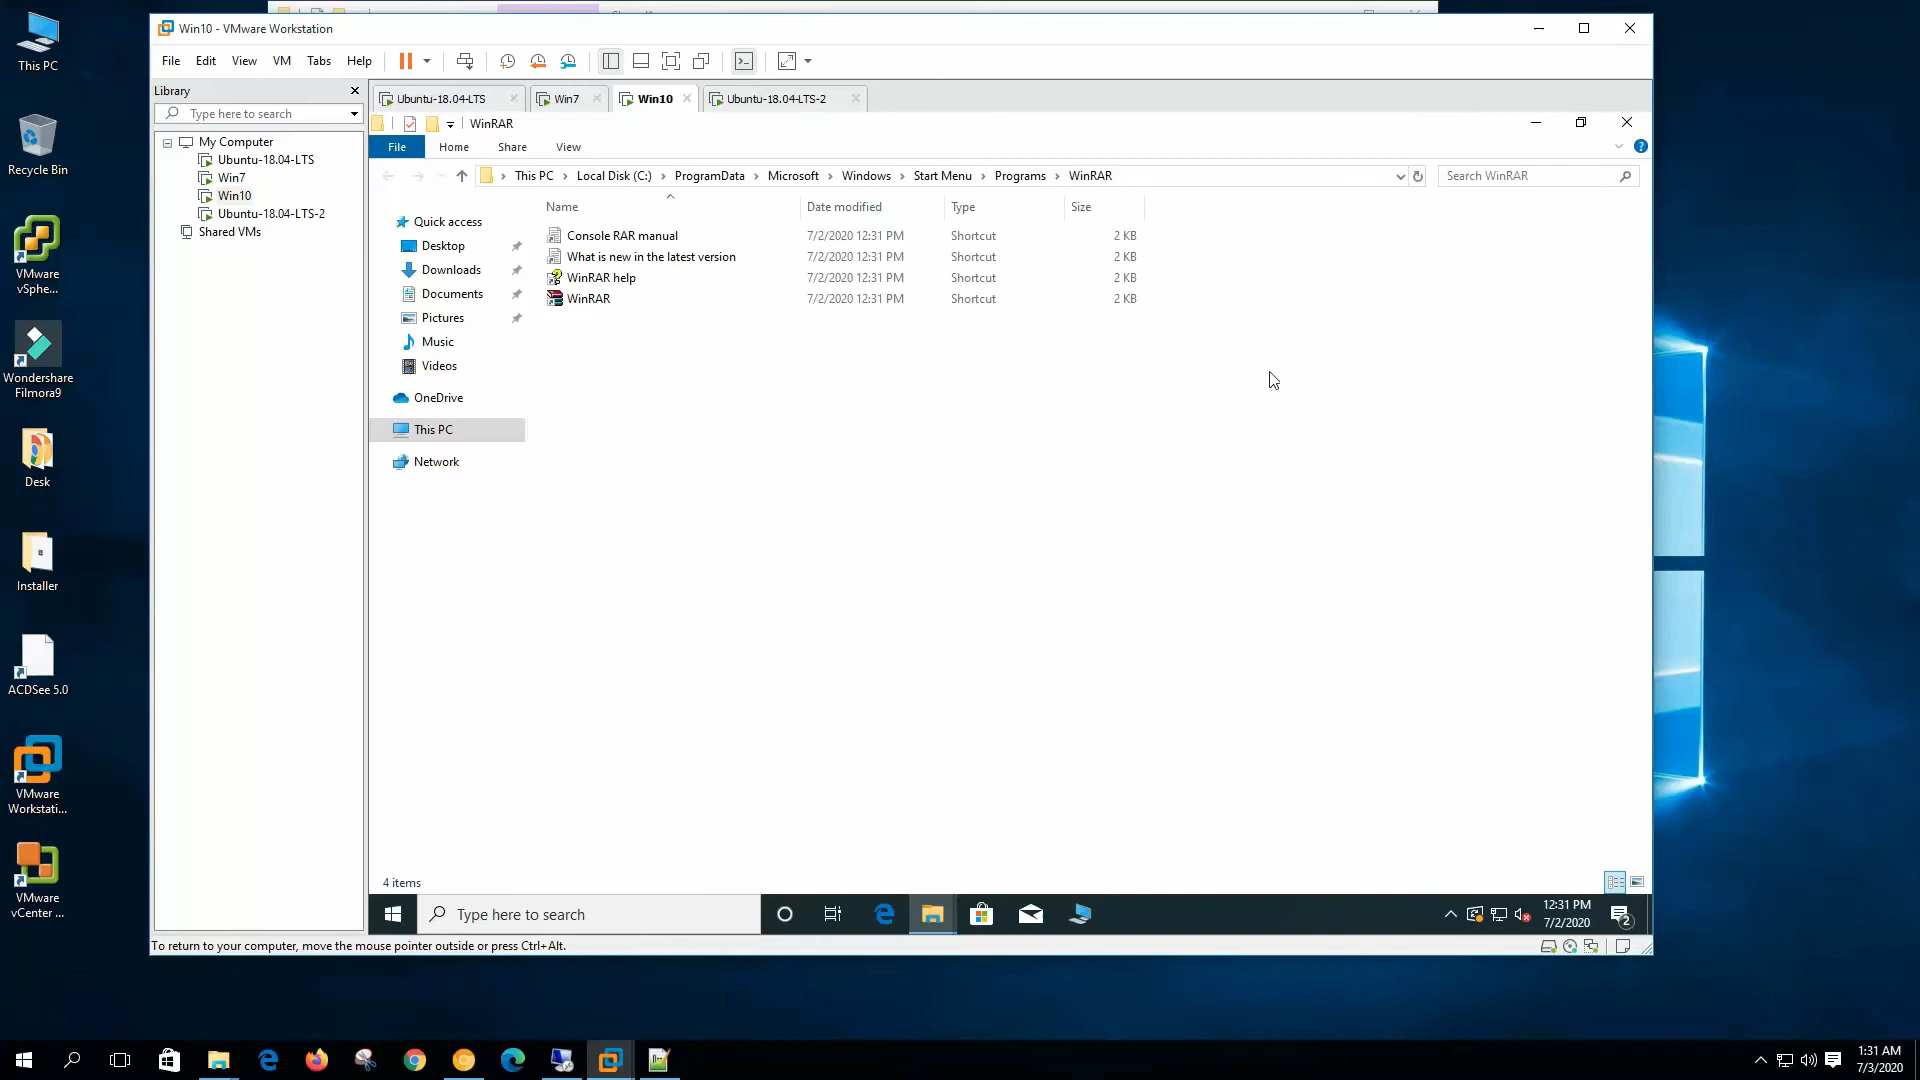 This PC
Recycle Bin
VMware
vSphe...
Wondershare
Filmora9
Desk
Installer
ACDSee 5.0
VMware
Workstati...
VMware
vCenter ...
Win10 - VMware Workstation
File Edit View VM Tabs Help
Library
Type here to search
My Computer
Ubuntu-18.04-LTS
Win7
Win10
Ubuntu-18.04-LTS-2
Shared VMs
Ubuntu-18.04-LTS Win7 Win10 Ubuntu-18.04-LTS-2
WinRAR
File Home Share View
This PC Local Disk (C:) ProgramData Microsoft Windows Start Menu Programs WinRAR
Search WinRAR
Quick access
Desktop
Downloads
Documents
Pictures
Music
Videos
OneDrive
This PC
Network
Name Date modified Type Size
Console RAR manual 7/2/2020 12:31 PM Shortcut 2 KB
What is new in the latest version 7/2/2020 12:31 PM Shortcut 2 KB
WinRAR help 7/2/2020 12:31 PM Shortcut 2 KB
WinRAR 7/2/2020 12:31 PM Shortcut 2 KB
4 items
Type here to search
12:31 PM
7/2/2020
2
To return to your computer, move the mouse pointer outside or press Ctrl+Alt.
1:31 AM
7/3/2020